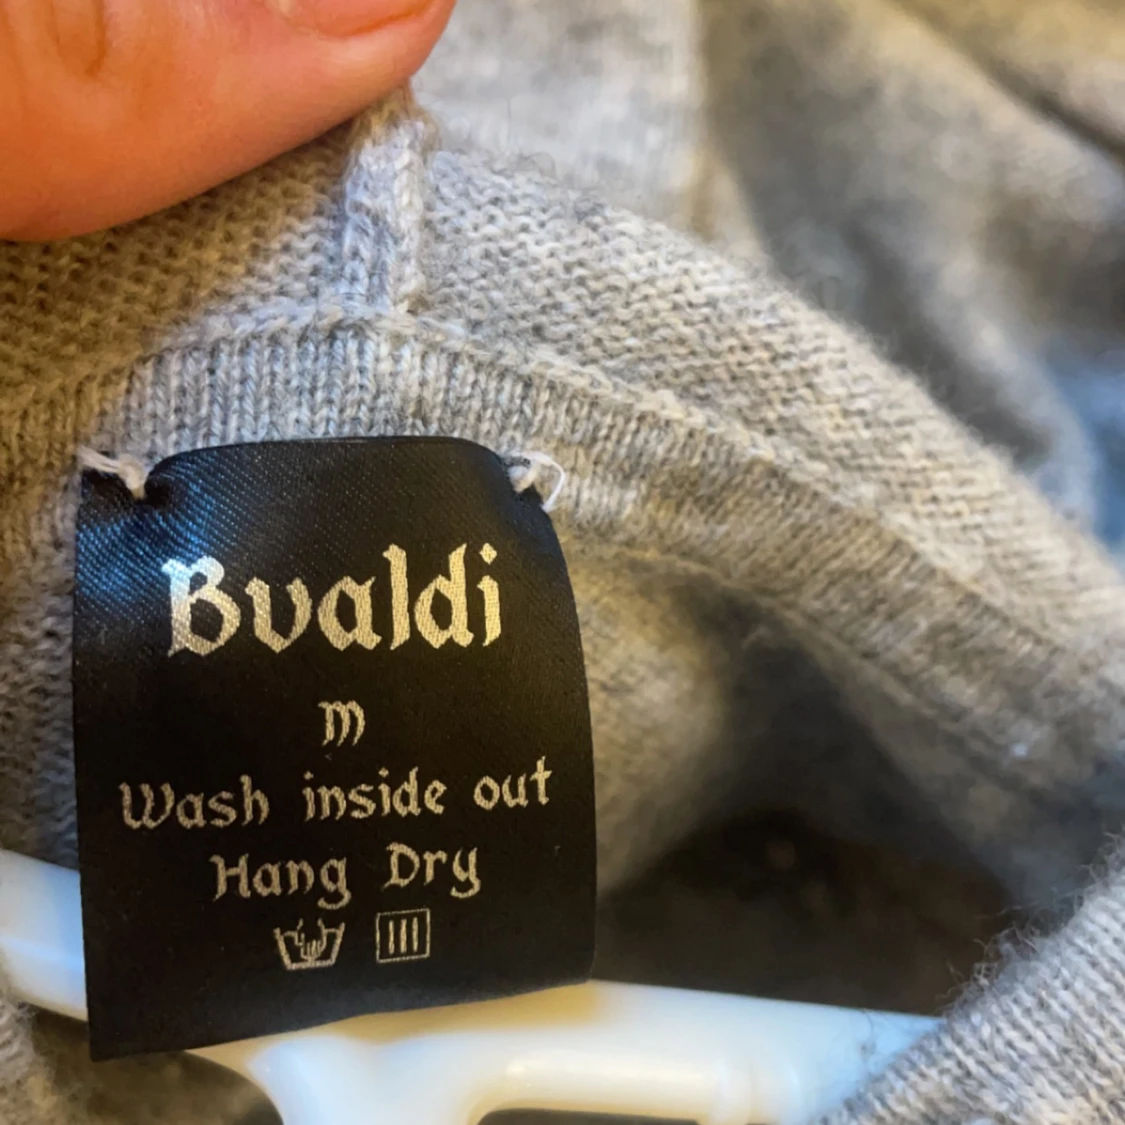 Bvaldi
m
Wash inside out
Hang Dry